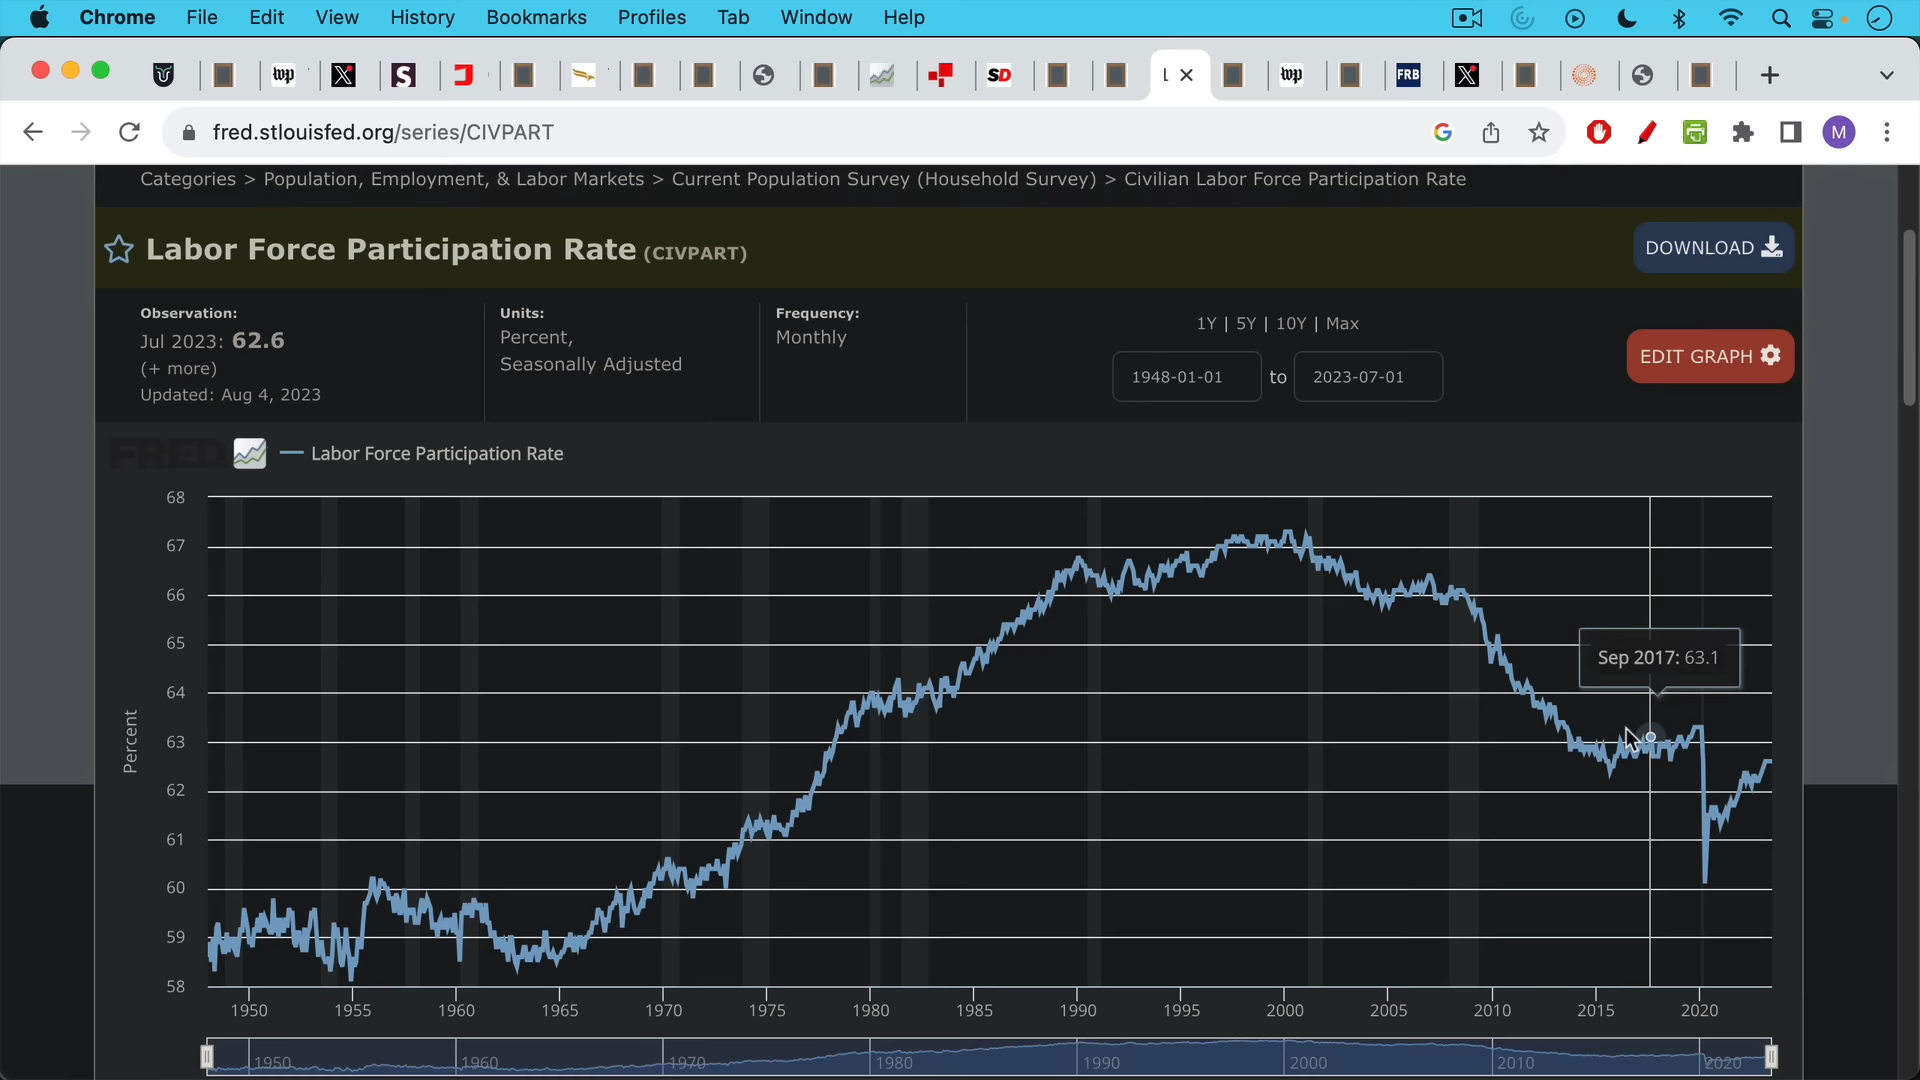 Chrome File Edit View History Bookmarks Profiles Tab Window Help
wp X S SD L FRB X wp
fred.stlouisfed.org/series/CIVPART
M
Categories > Population, Employment, & Labor Markets > Current Population Survey (Household Survey) > Civilian Labor Force Participation Rate
Labor Force Participation Rate (CIVPART)
DOWNLOAD
Observation:
Jul 2023: 62.6
(+ more)
Updated: Aug 4, 2023
Units:
Percent,
Seasonally Adjusted
Frequency:
Monthly
1Y | 5Y | 10Y | Max
1948-01-01 to 2023-07-01
EDIT GRAPH
FRED
Labor Force Participation Rate
68
67
66
65
64
63
62
61
60
59
58
Percent
Sep 2017: 63.1
1950 1955 1960 1965 1970 1975 1980 1985 1990 1995 2000 2005 2010 2015 2020
1950 1960 1970 1980 1990 2000 2010 2020